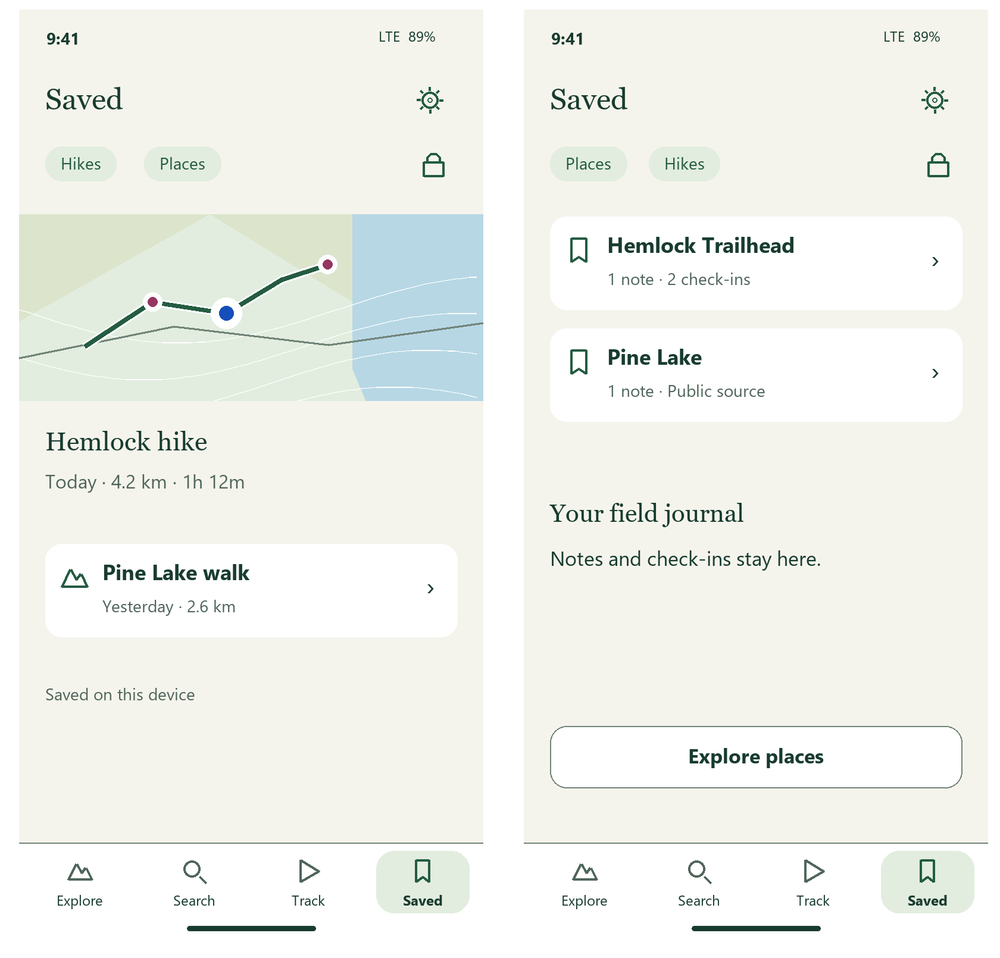 9:41
LTE 89%
Saved
Hikes
Places
Hemlock hike
Today · 4.2 km · 1h 12m
Pine Lake walk
Yesterday · 2.6 km
›
Saved on this device
Explore
Search
Track
Saved
9:41
LTE 89%
Saved
Places
Hikes
Hemlock Trailhead
1 note · 2 check-ins
›
Pine Lake
1 note · Public source
›
Your field journal
Notes and check-ins stay here.
Explore places
Explore
Search
Track
Saved